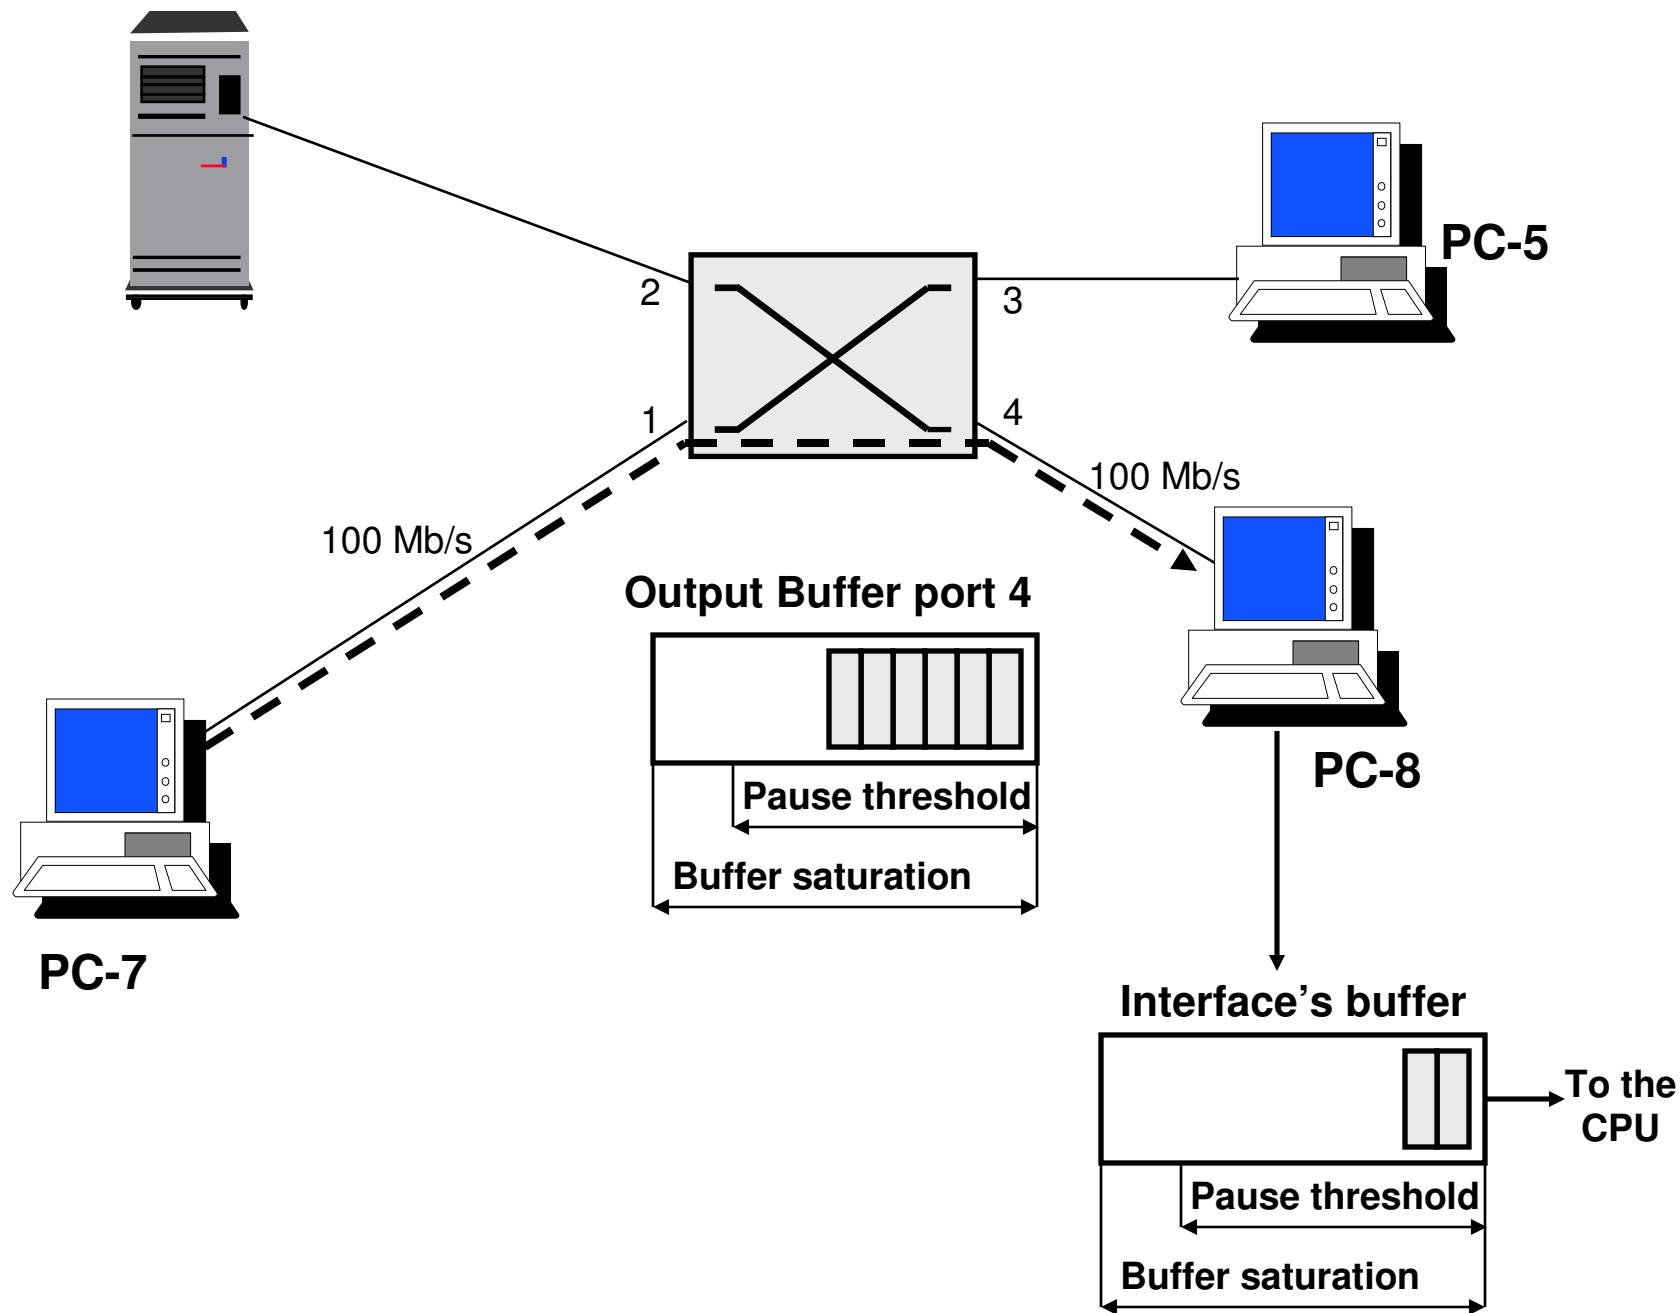 PC-5
2
3
1
4
100 Mb/s
100 Mb/s
Output Buffer port 4
PC-8
Pause threshold
Buffer saturation
PC-7
Interface’s buffer
To the
CPU
Pause threshold
Buffer saturation